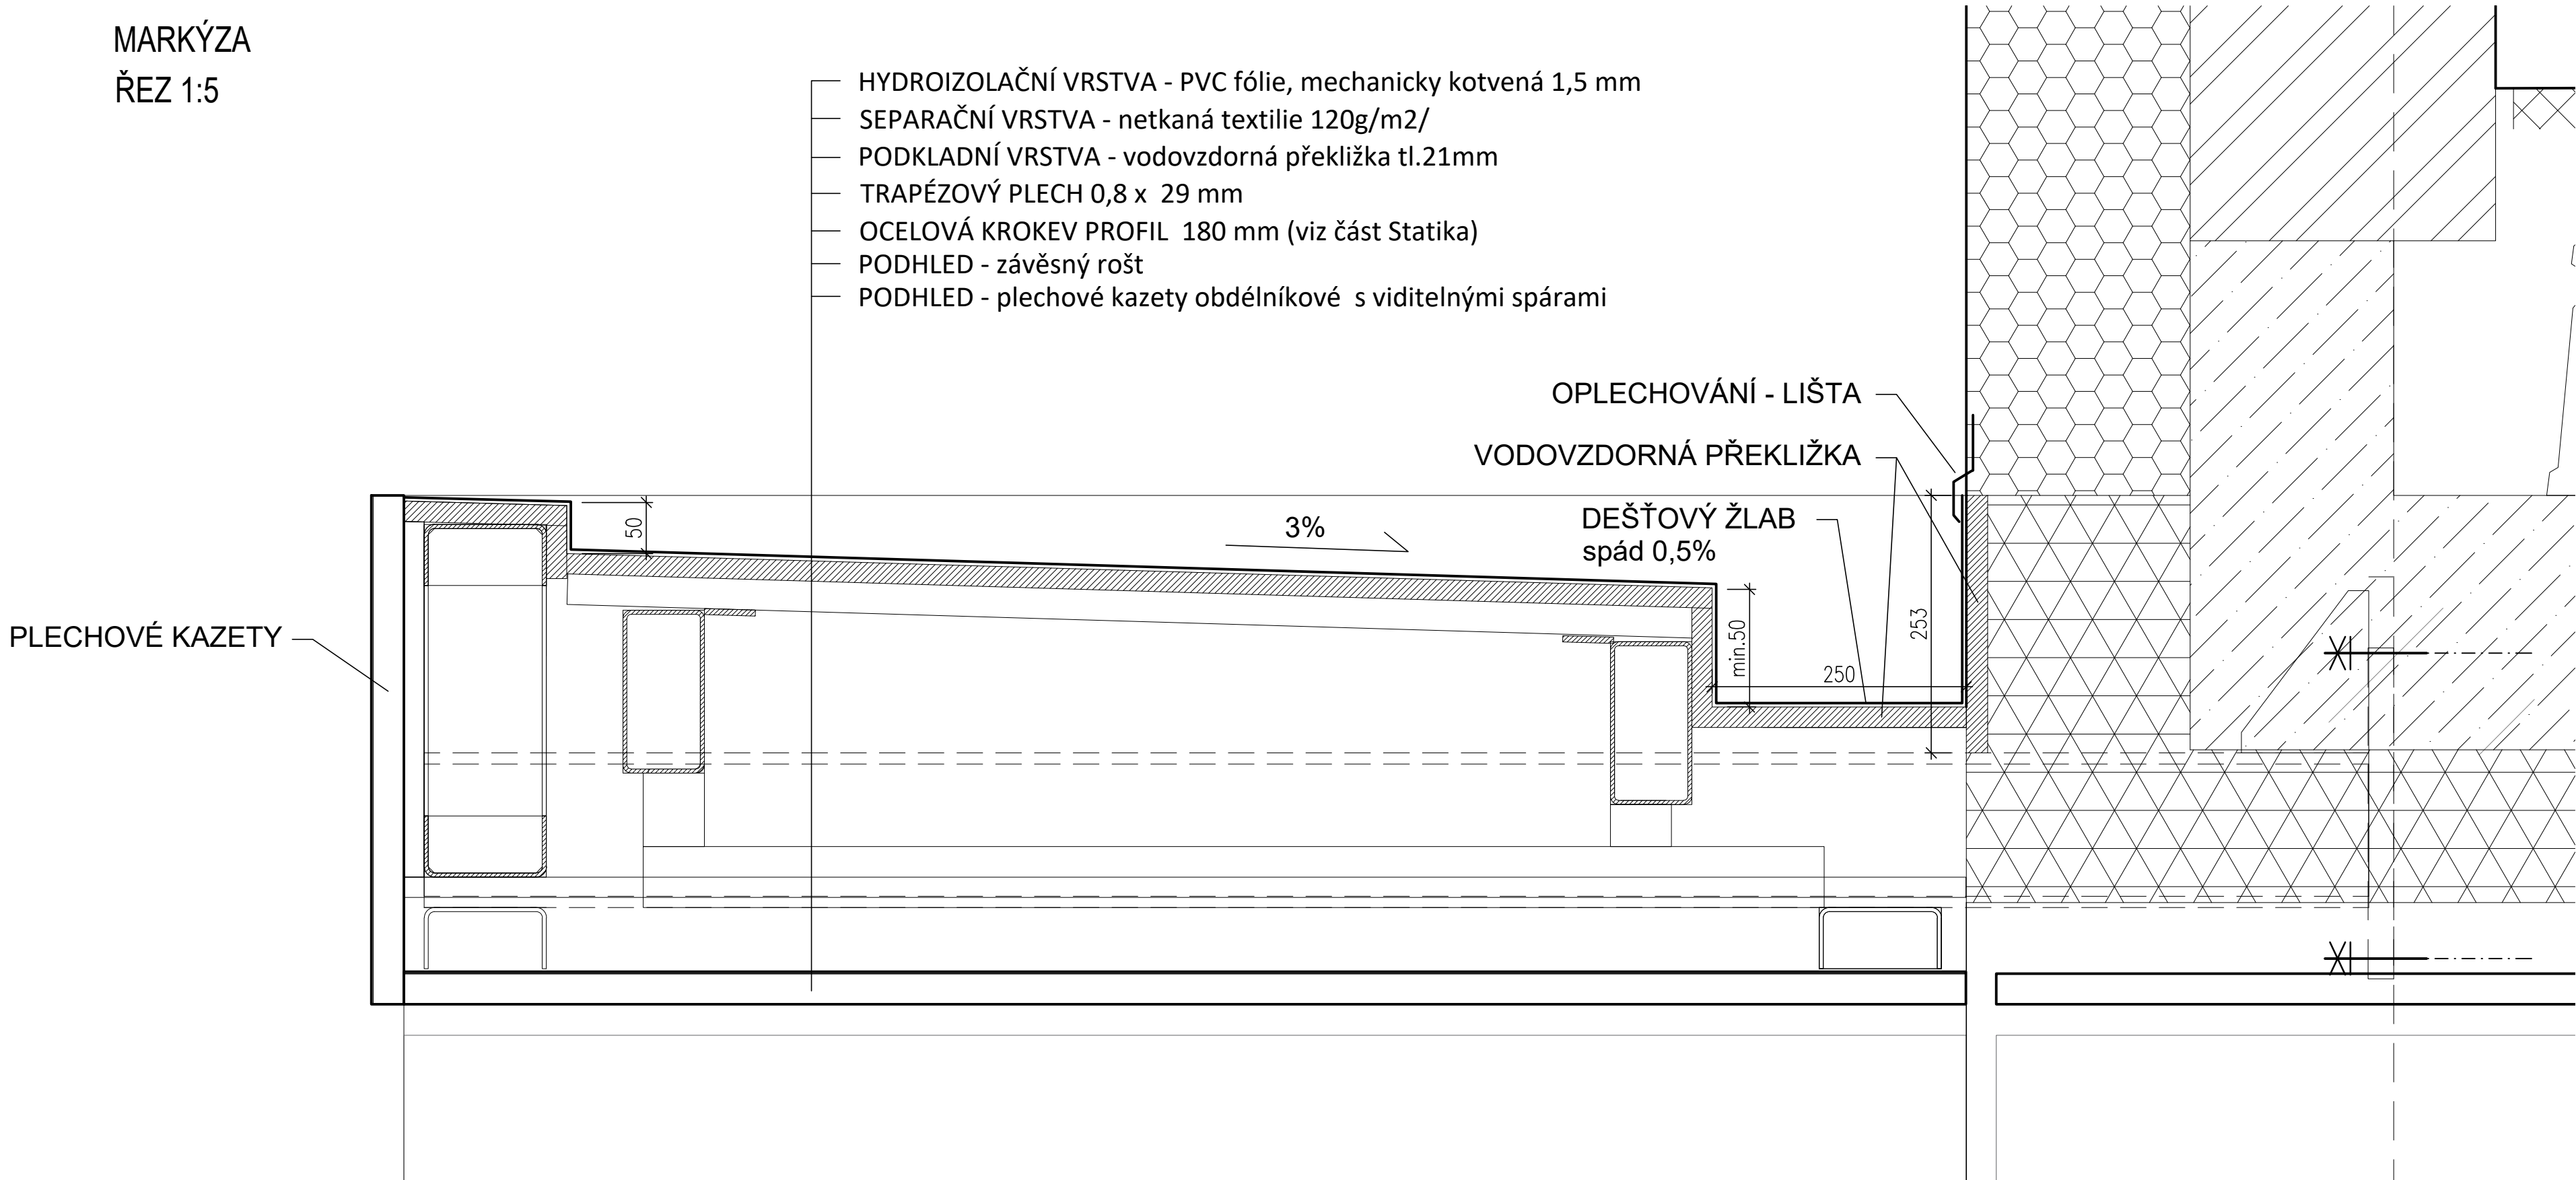 MARKÝZA
ŘEZ 1:5
HYDROIZOLAČNÍ VRSTVA - PVC fólie, mechanicky kotvená 1,5 mm
SEPARAČNÍ VRSTVA - netkaná textilie 120g/m2/
PODKLADNÍ VRSTVA - vodovzdorná překližka tl.21mm
TRAPÉZOVÝ PLECH 0,8 x  29 mm
OCELOVÁ KROKEV PROFIL  180 mm (viz část Statika)
PODHLED - závěsný rošt
PODHLED - plechové kazety obdélníkové  s viditelnými spárami
OPLECHOVÁNÍ - LIŠTA
VODOVZDORNÁ PŘEKLIŽKA
DEŠŤOVÝ ŽLAB
spád 0,5%
3%
50
PLECHOVÉ KAZETY
min.50
250
253